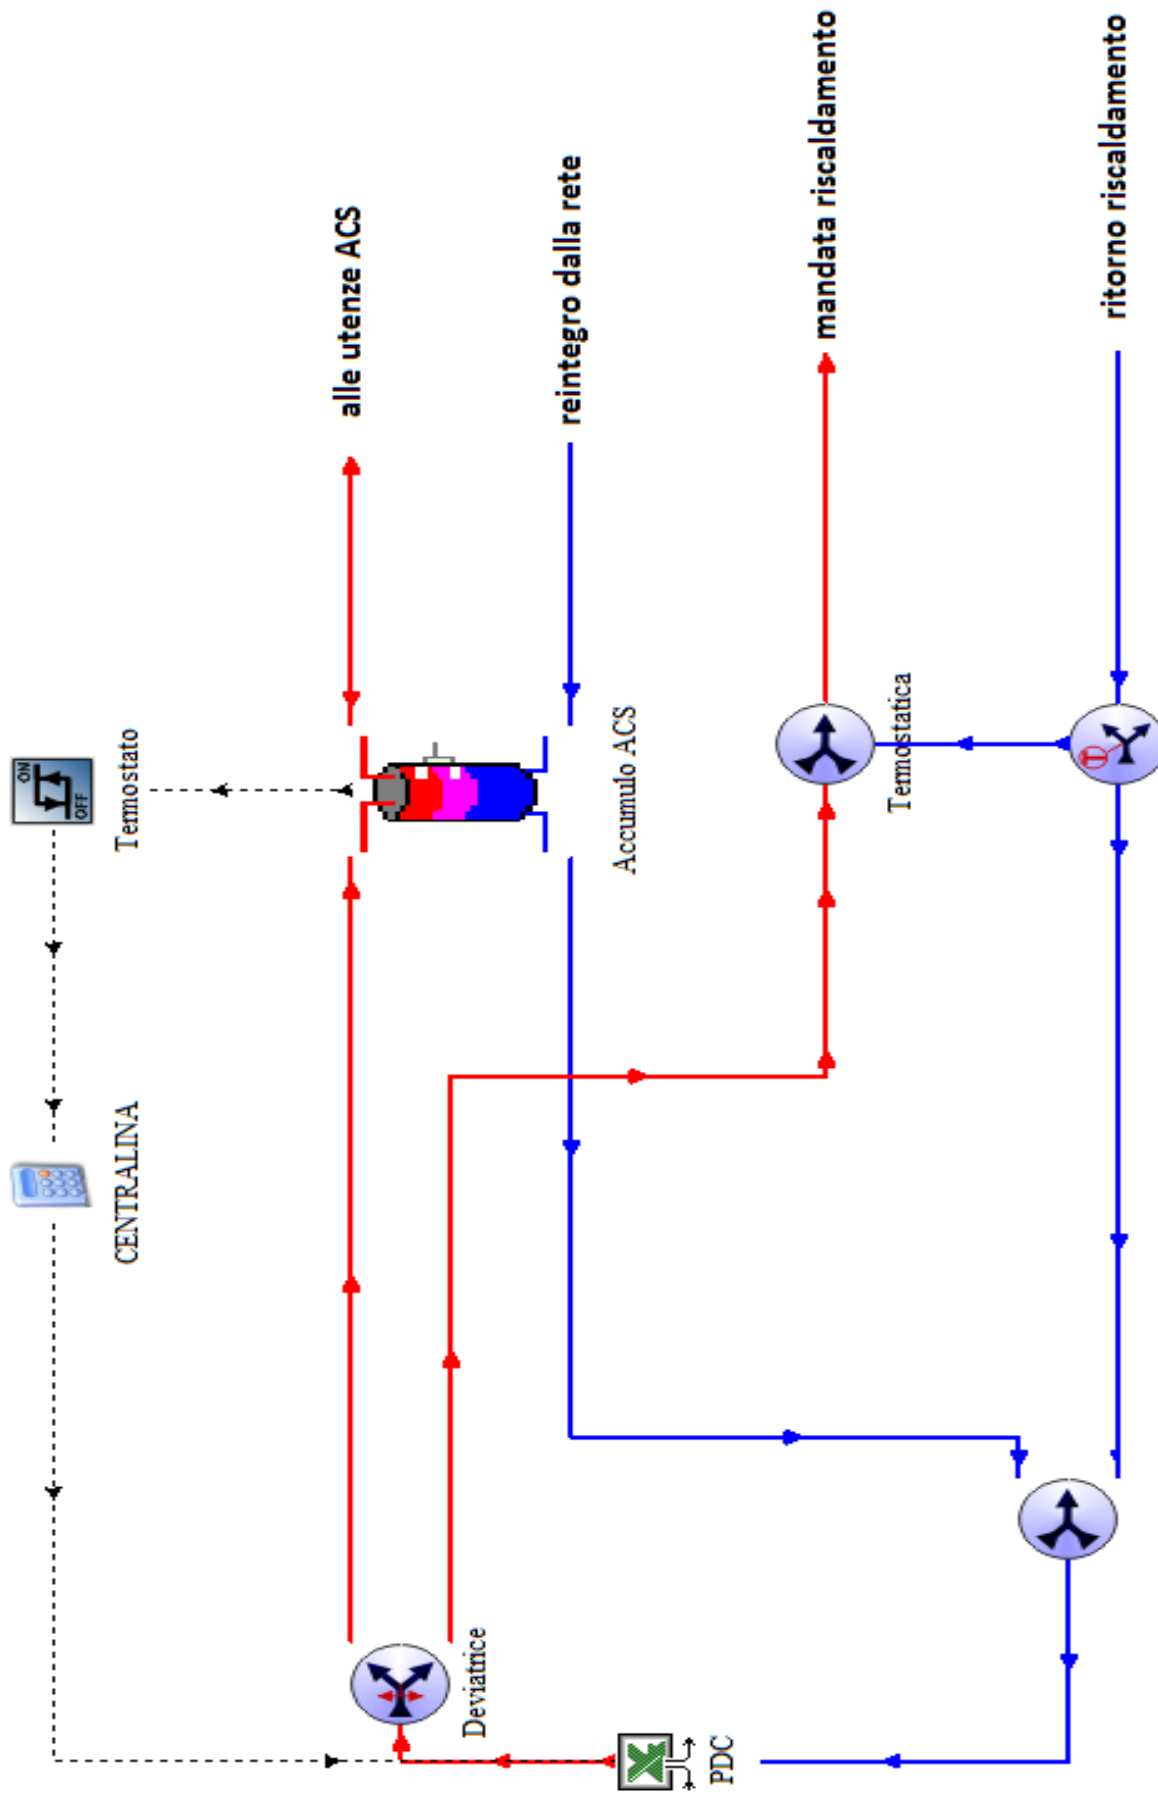 ON
OFF
Termostato
CENTRALINA
alle utenze ACS
reintegro dalla rete
Accumulo ACS
mandata riscaldamento
Termostatica
ritorno riscaldamento
T
Deviatrice
PDC